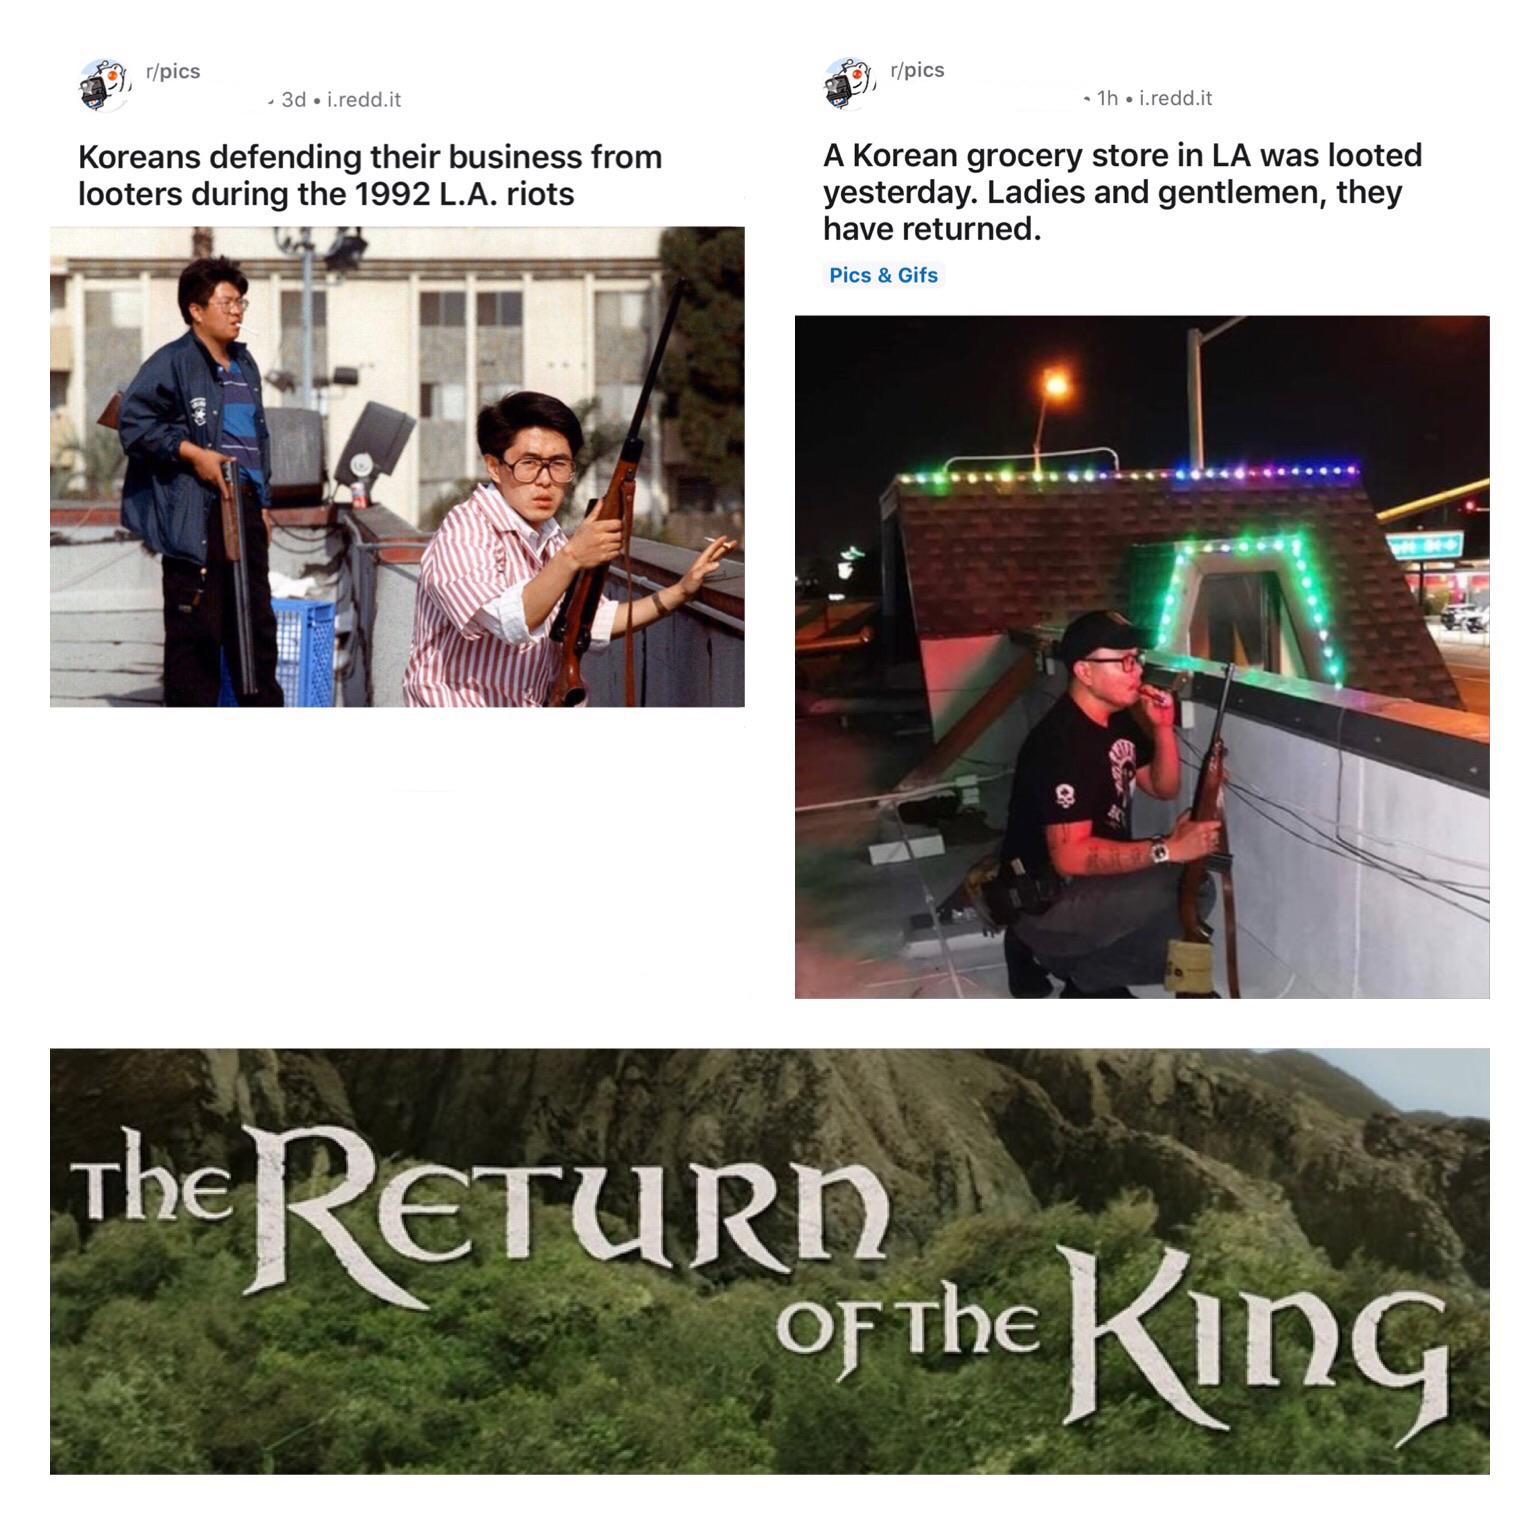 r/pics
3d • i.redd.it
Koreans defending their business from
looters during the 1992 L.A. riots
r/pics
1h • i.redd.it
A Korean grocery store in LA was looted
yesterday. Ladies and gentlemen, they
have returned.
Pics & Gifs
The Return
of the King